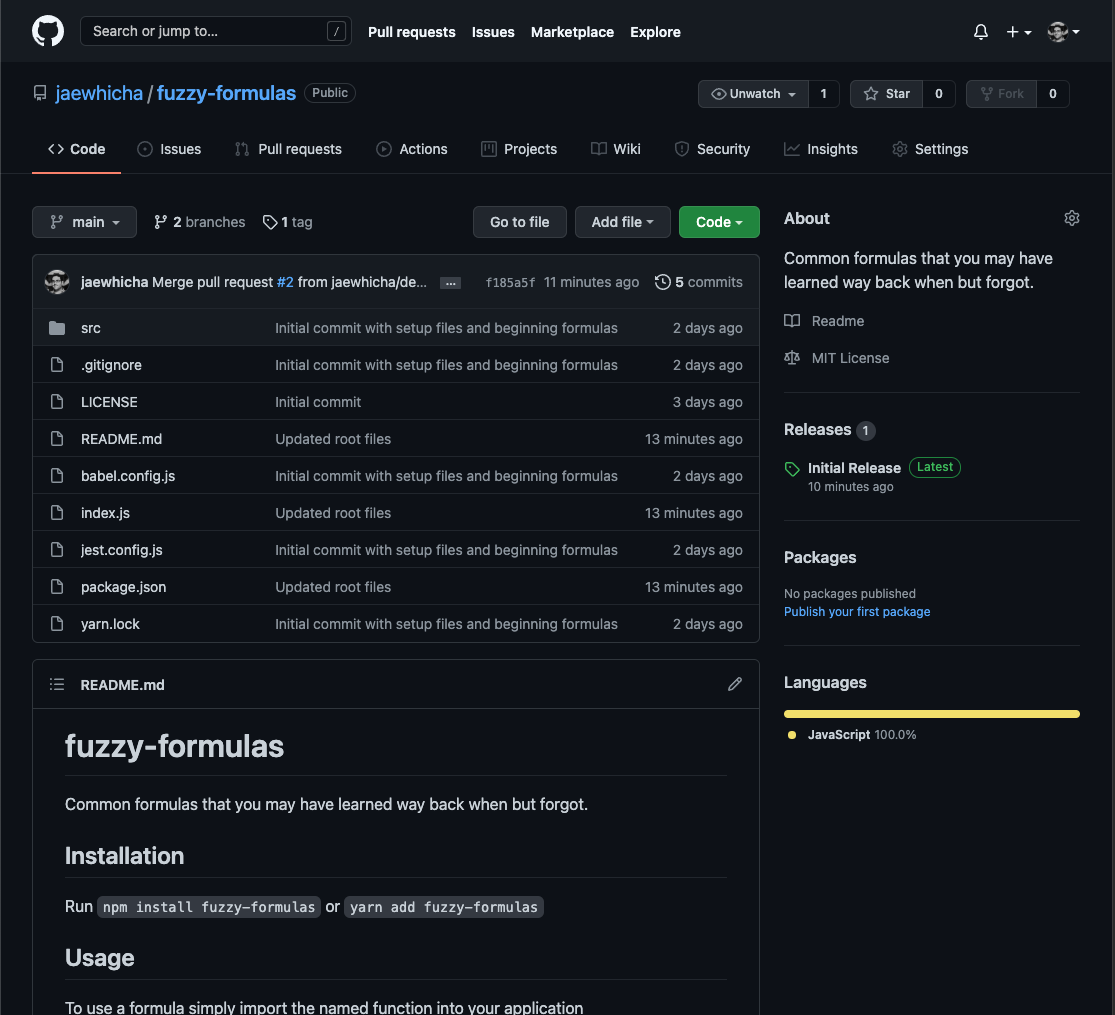 Search or jump to... /
Pull requests Issues Marketplace Explore
jaewhicha / fuzzy-formulas Public
Unwatch 1 Star 0 Fork 0
Code Issues Pull requests Actions Projects Wiki Security Insights Settings
main 2 branches 1 tag Go to file Add file Code
jaewhicha Merge pull request #2 from jaewhicha/de... ... f185a5f 11 minutes ago 5 commits
src Initial commit with setup files and beginning formulas 2 days ago
.gitignore Initial commit with setup files and beginning formulas 2 days ago
LICENSE Initial commit 3 days ago
README.md Updated root files 13 minutes ago
babel.config.js Initial commit with setup files and beginning formulas 2 days ago
index.js Updated root files 13 minutes ago
jest.config.js Initial commit with setup files and beginning formulas 2 days ago
package.json Updated root files 13 minutes ago
yarn.lock Initial commit with setup files and beginning formulas 2 days ago
README.md
fuzzy-formulas
Common formulas that you may have learned way back when but forgot.
Installation
Run npm install fuzzy-formulas or yarn add fuzzy-formulas
Usage
To use a formula simply import the named function into your application
About
Common formulas that you may have
learned way back when but forgot.
Readme
MIT License
Releases 1
Initial Release Latest
10 minutes ago
Packages
No packages published
Publish your first package
Languages
JavaScript 100.0%